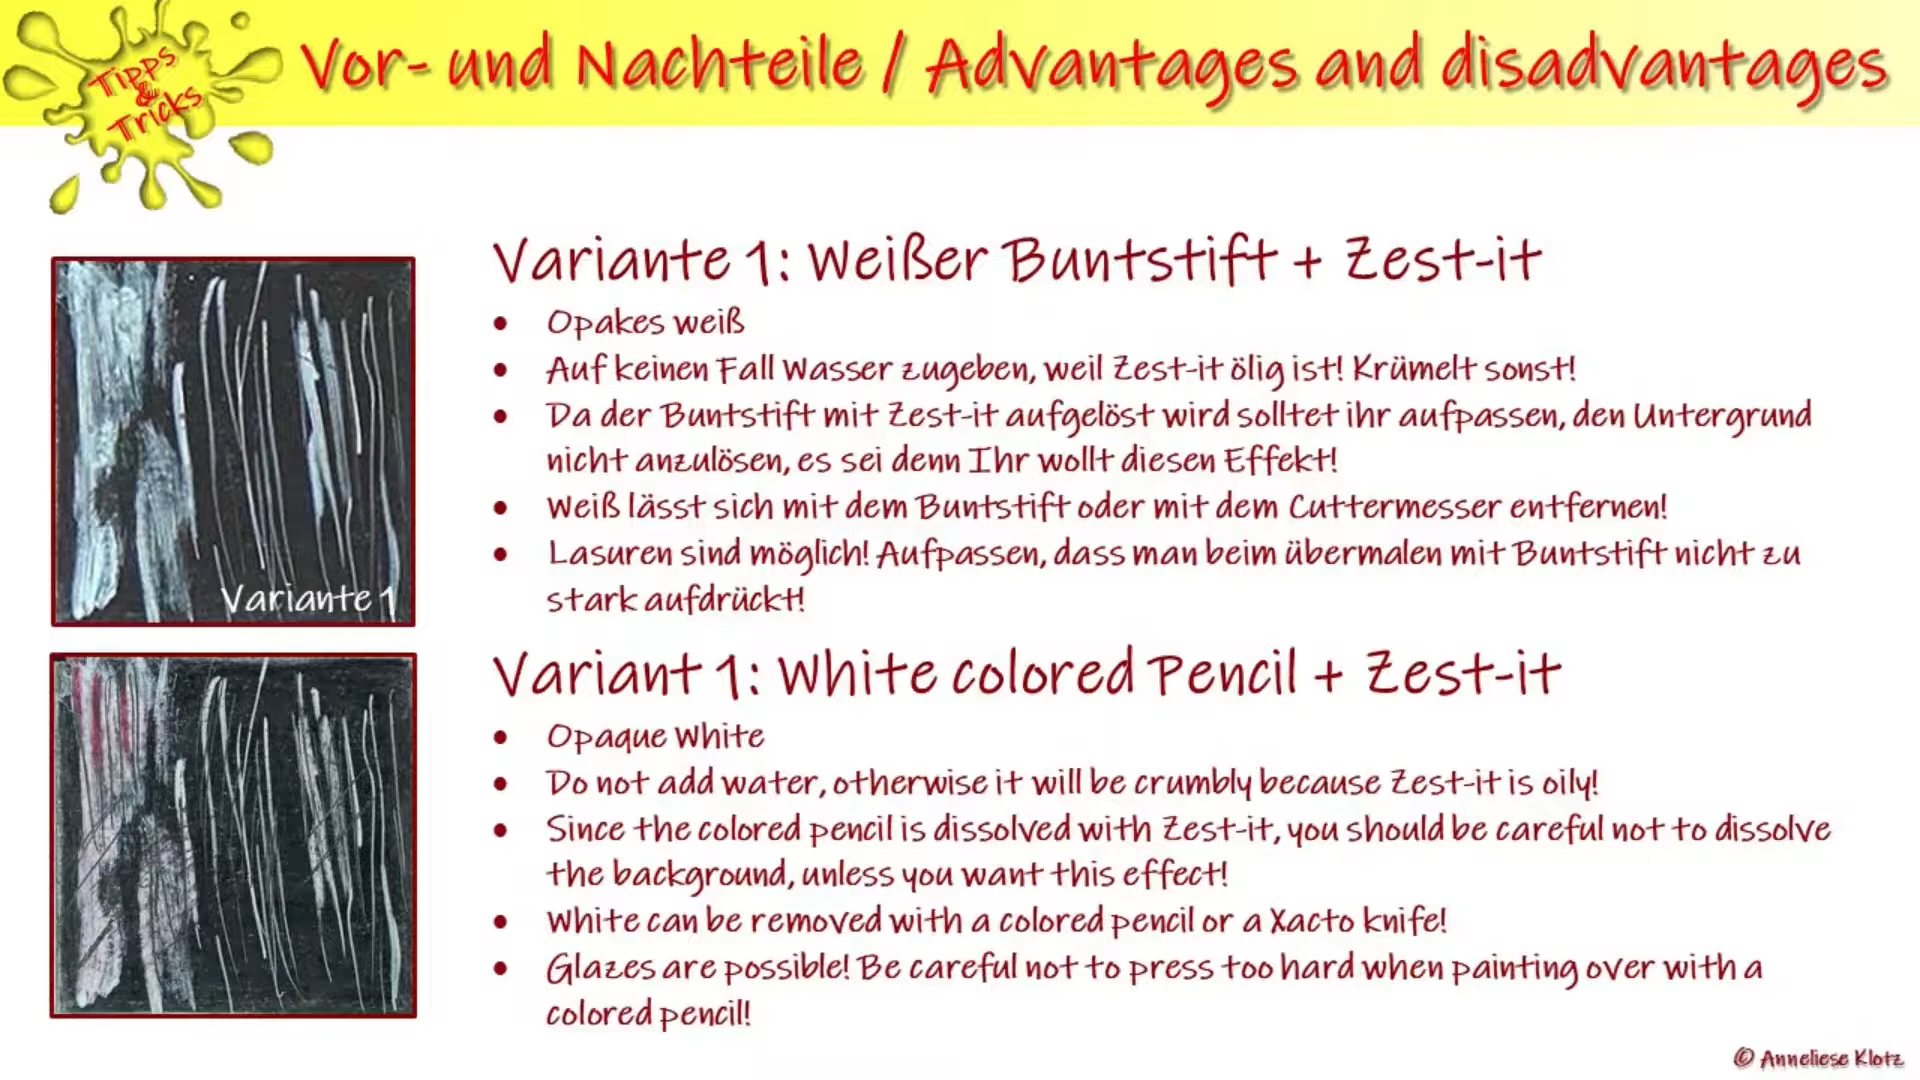 Tipps
&
Tricks
Vor- und Nachteile / Advantages and disadvantages
Variante 1: Weißer Buntstift + Zest-it
• Opakes weiß
• Auf keinen Fall Wasser zugeben, weil Zest-it ölig ist! Krümelt sonst!
• Da der Buntstift mit Zest-it aufgelöst wird solltet ihr aufpassen, den Untergrund
nicht anzulösen, es sei denn Ihr wollt diesen Effekt!
• Weiß lässt sich mit dem Buntstift oder mit dem Cuttermesser entfernen!
• Lasuren sind möglich! Aufpassen, dass man beim übermalen mit Buntstift nicht zu
stark aufdrückt!
Variante 1
Variant 1: White colored Pencil + Zest-it
• Opaque White
• Do not add water, otherwise it will be crumbly because Zest-it is oily!
• Since the colored pencil is dissolved with Zest-it, you should be careful not to dissolve
the background, unless you want this effect!
• White can be removed with a colored pencil or a Xacto knife!
• Glazes are possible! Be careful not to press too hard when painting over with a
colored pencil!
© Anneliese Klotz